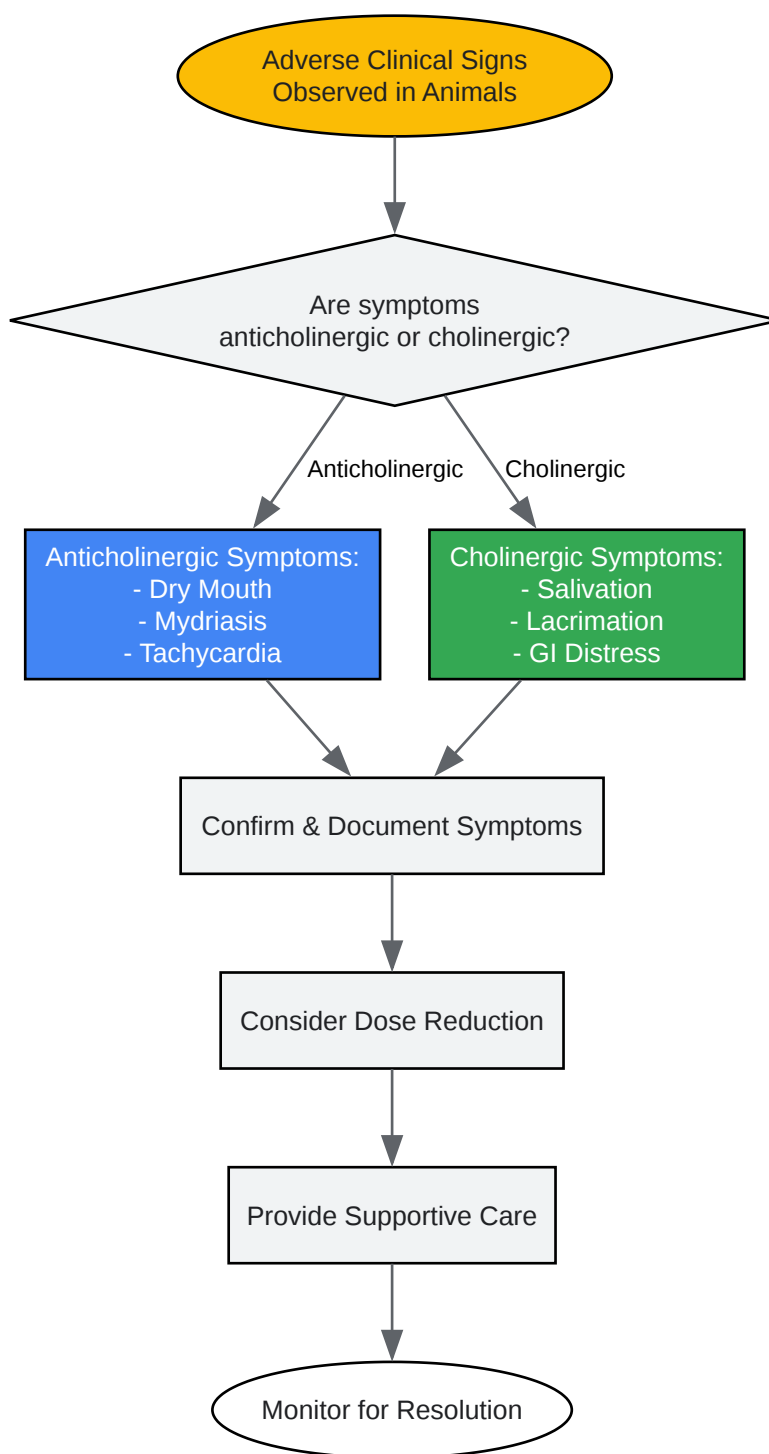 Adverse Clinical Signs
Observed in Animals
Are symptoms
anticholinergic or cholinergic?
Anticholinergic
Cholinergic
Anticholinergic Symptoms:
- Dry Mouth
- Mydriasis
- Tachycardia
Cholinergic Symptoms:
- Salivation
- Lacrimation
- GI Distress
Confirm & Document Symptoms
Consider Dose Reduction
Provide Supportive Care
Monitor for Resolution